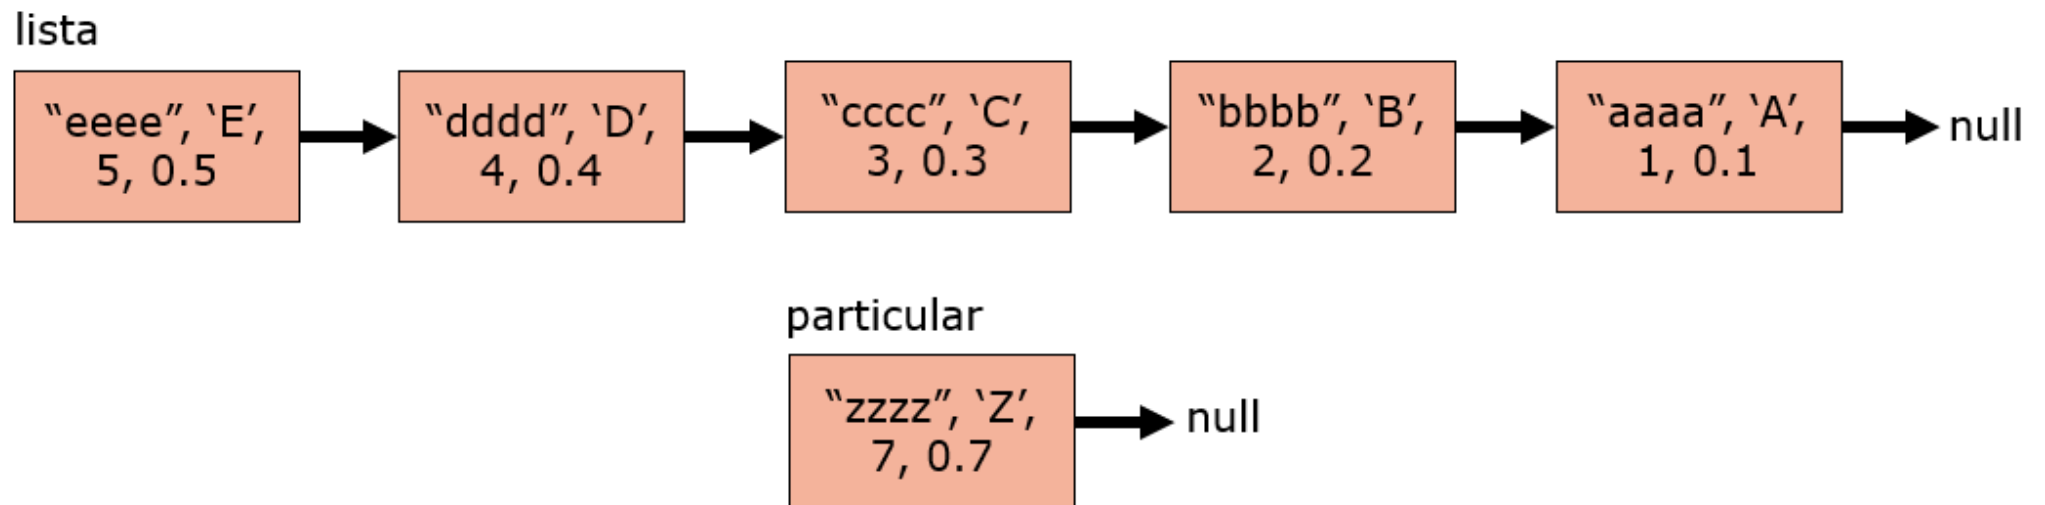 lista
“eeee”, ‘E’,
5, 0.5
“dddd”, ‘D’,
4, 0.4
“cccc”, ‘C’,
3, 0.3
“bbbb”, ‘B’,
2, 0.2
“aaaa”, ‘A’,
1, 0.1
null
particular
“zzzz”, ‘Z’,
7, 0.7
null